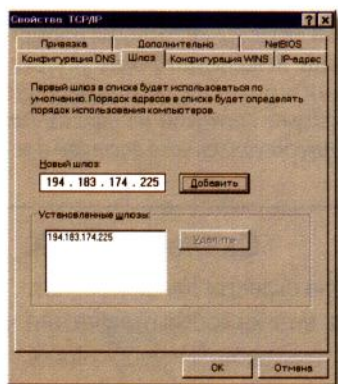 Свойства TCP/IP
Привязка Дополнительно NetBIOS
Конфигурация DNS Шлюз Конфигурация WINS IP-адрес
Первый шлюз в списке будет использоваться по
умолчанию. Порядок адресов в списке будет определять
порядок использования компьютеров.
Новый шлюз:
194 . 183 . 174 . 225 Добавить
Установленные шлюзы:
194.183.174.225 Удалить
OK Отмена